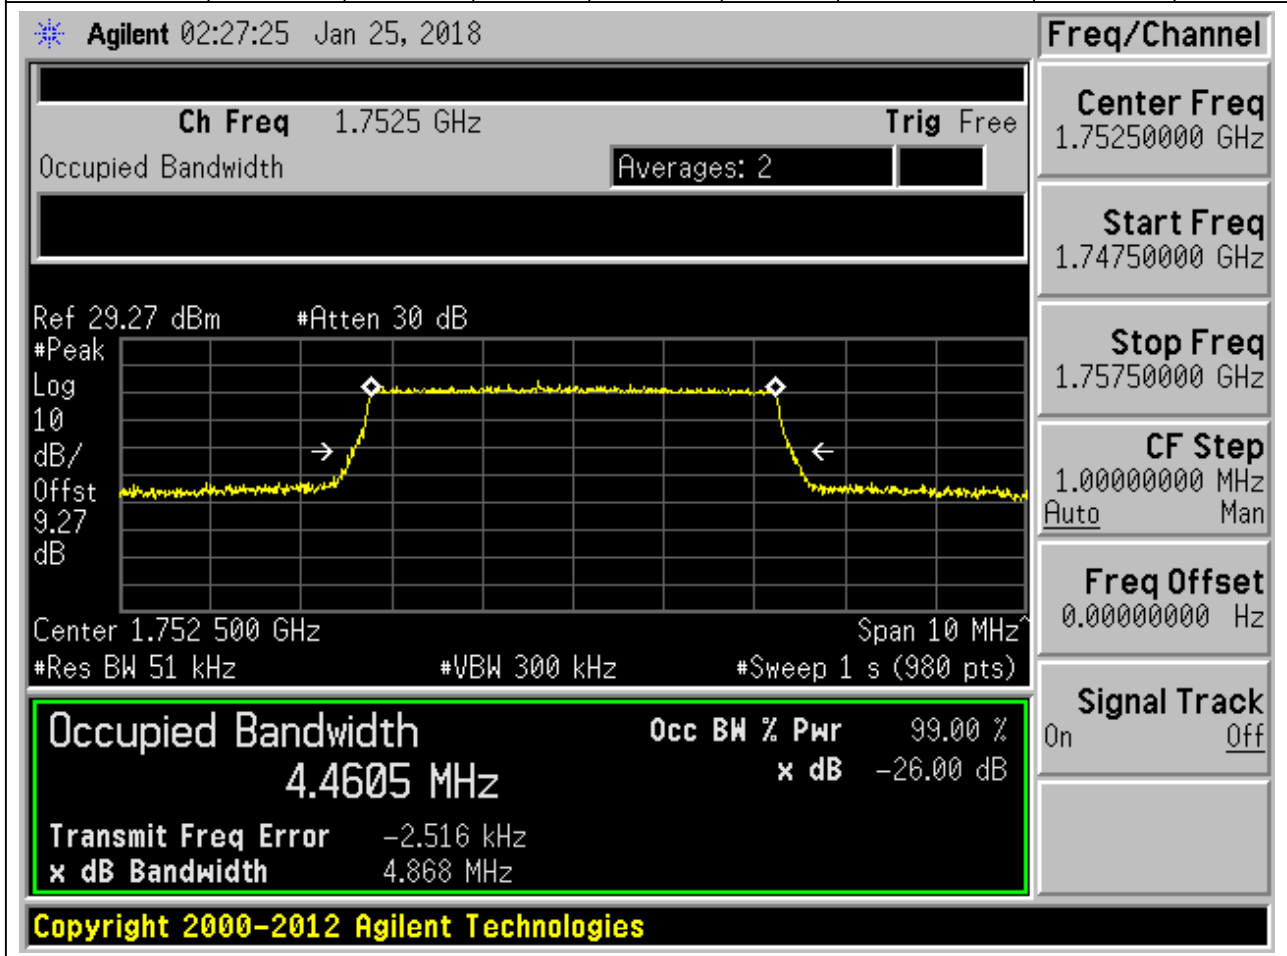 Agilent 02:27:25 Jan 25, 2018
Freq/Channel
Ch Freq 1.7525 GHz Trig Free
Occupied Bandwidth Averages: 2
Center Freq
1.75250000 GHz
Start Freq
1.74750000 GHz
Stop Freq
1.75750000 GHz
CF Step
1.00000000 MHz
Auto Man
Freq Offset
0.00000000 Hz
Signal Track
On Off
Ref 29.27 dBm #Atten 30 dB
#Peak
Log
10
dB/
Offst
9.27
dB
Center 1.752 500 GHz Span 10 MHz^
#Res BW 51 kHz #VBW 300 kHz #Sweep 1 s (980 pts)
Occupied Bandwidth Occ BW % Pwr 99.00 %
4.4605 MHz x dB -26.00 dB
Transmit Freq Error -2.516 kHz
x dB Bandwidth 4.868 MHz
Copyright 2000-2012 Agilent Technologies